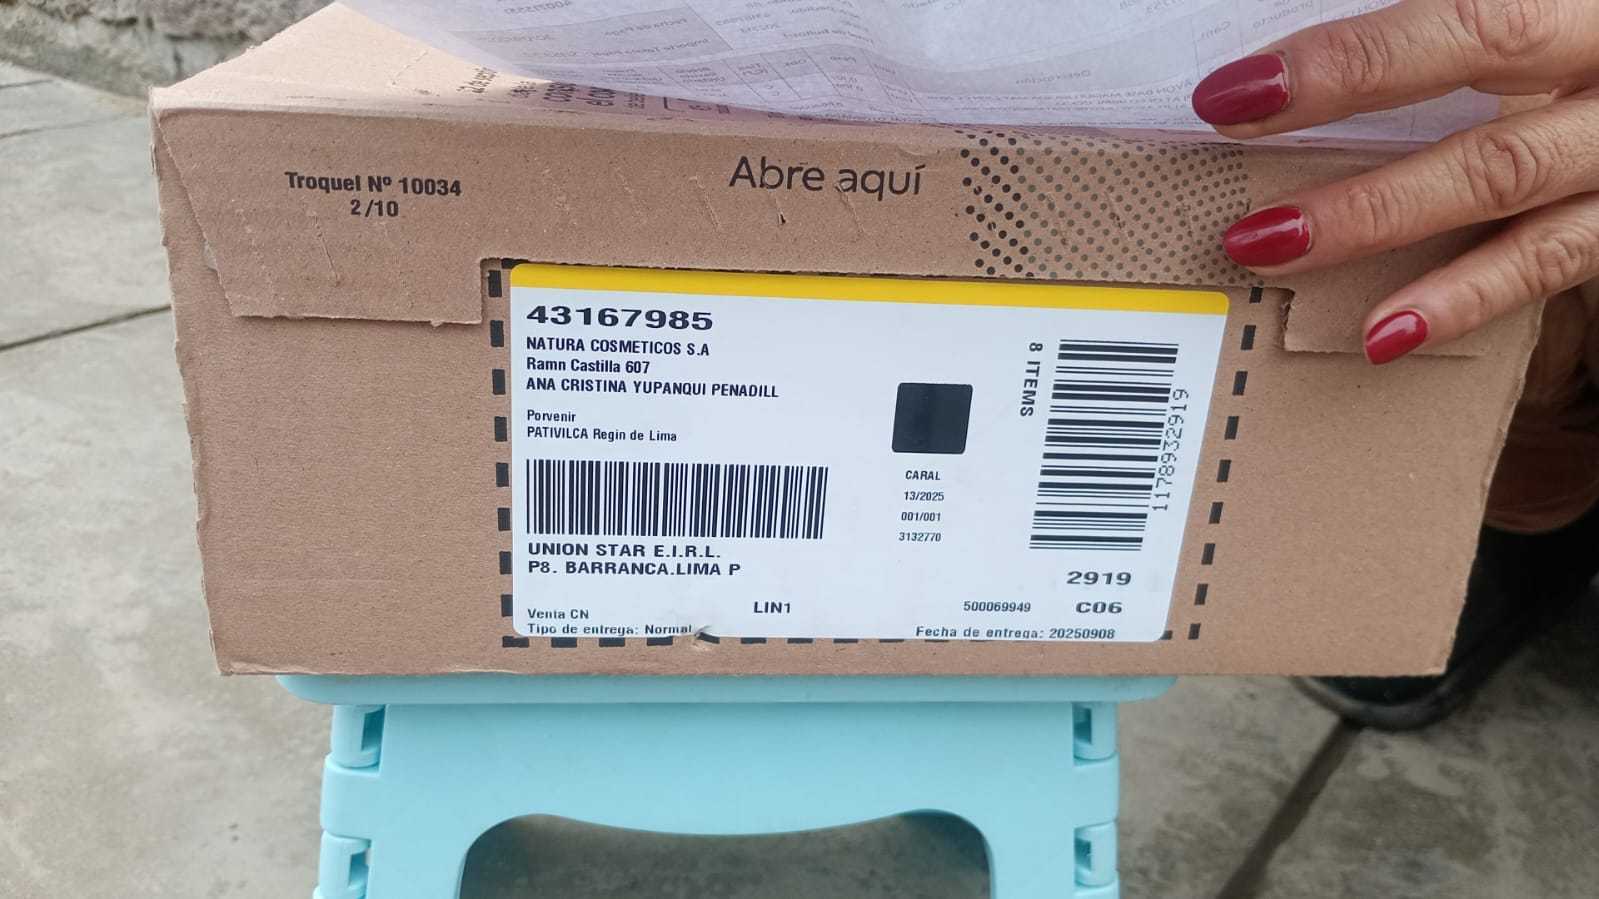 Troquel Nº 10034
2/10
Abre aquí
43167985
NATURA COSMETICOS S.A
Ramn Castilla 607
ANA CRISTINA YUPANQUI PENADILL
Porvenir
PATIVILCA Regin de Lima
8 ITEMS
1178932919
CARAL
13/2025
001/001
3132770
UNION STAR E.I.R.L.
P8. BARRANCA.LIMA P
2919
Venta CN
LIN1
500069949
C06
Tipo de entrega: Normal
Fecha de entrega: 20250908